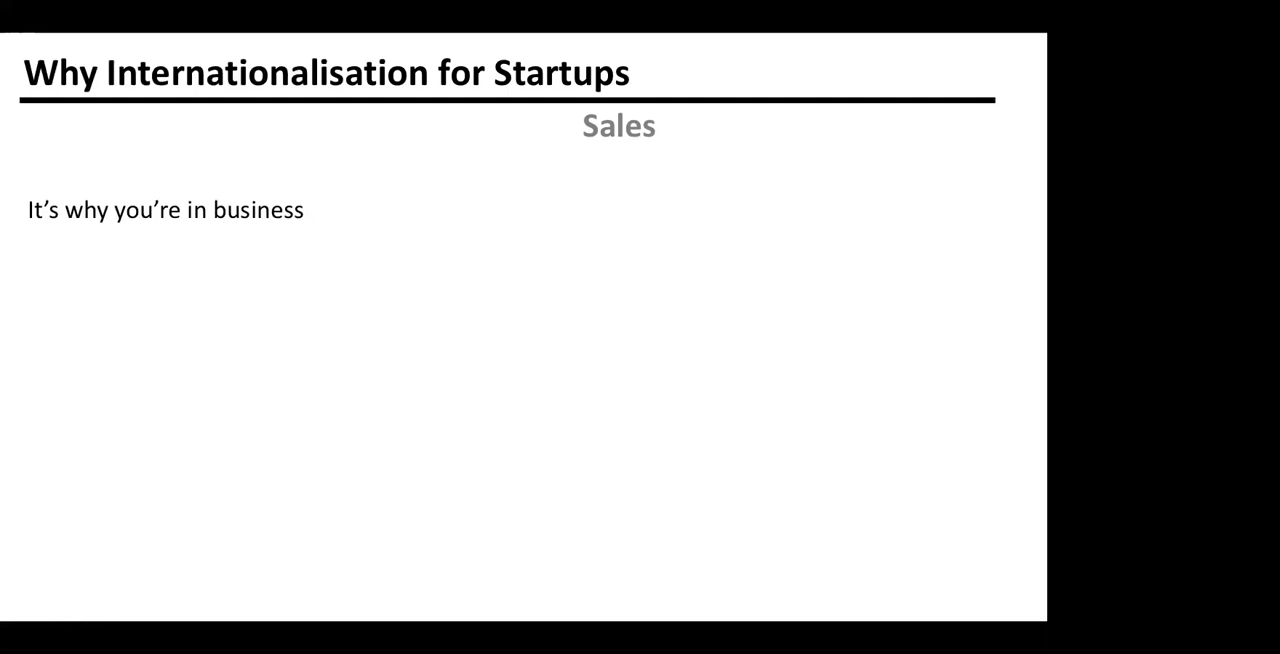 Why Internationalisation for Startups
Sales
It’s why you’re in business